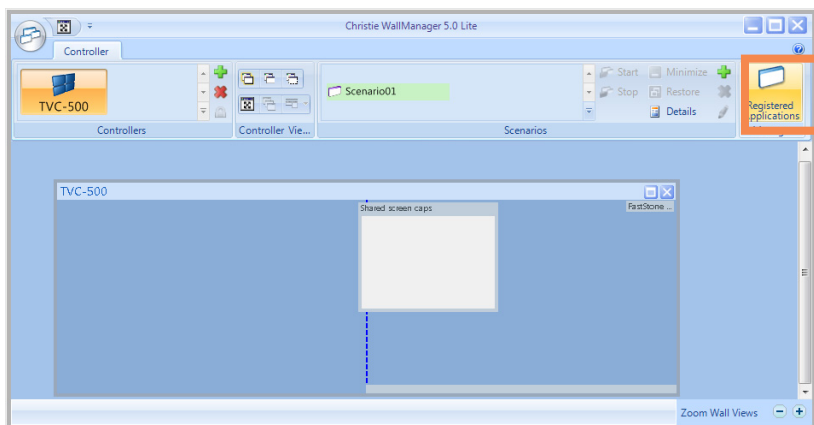 Christie WallManager 5.0 Lite
Controller
TVC-500
Scenario01
Start
Minimize
Stop
Restore
Details
Registered
Applications
Controllers
Controller Vie...
Scenarios
TVC-500
Shared screen caps
FastStone ...
Zoom Wall Views